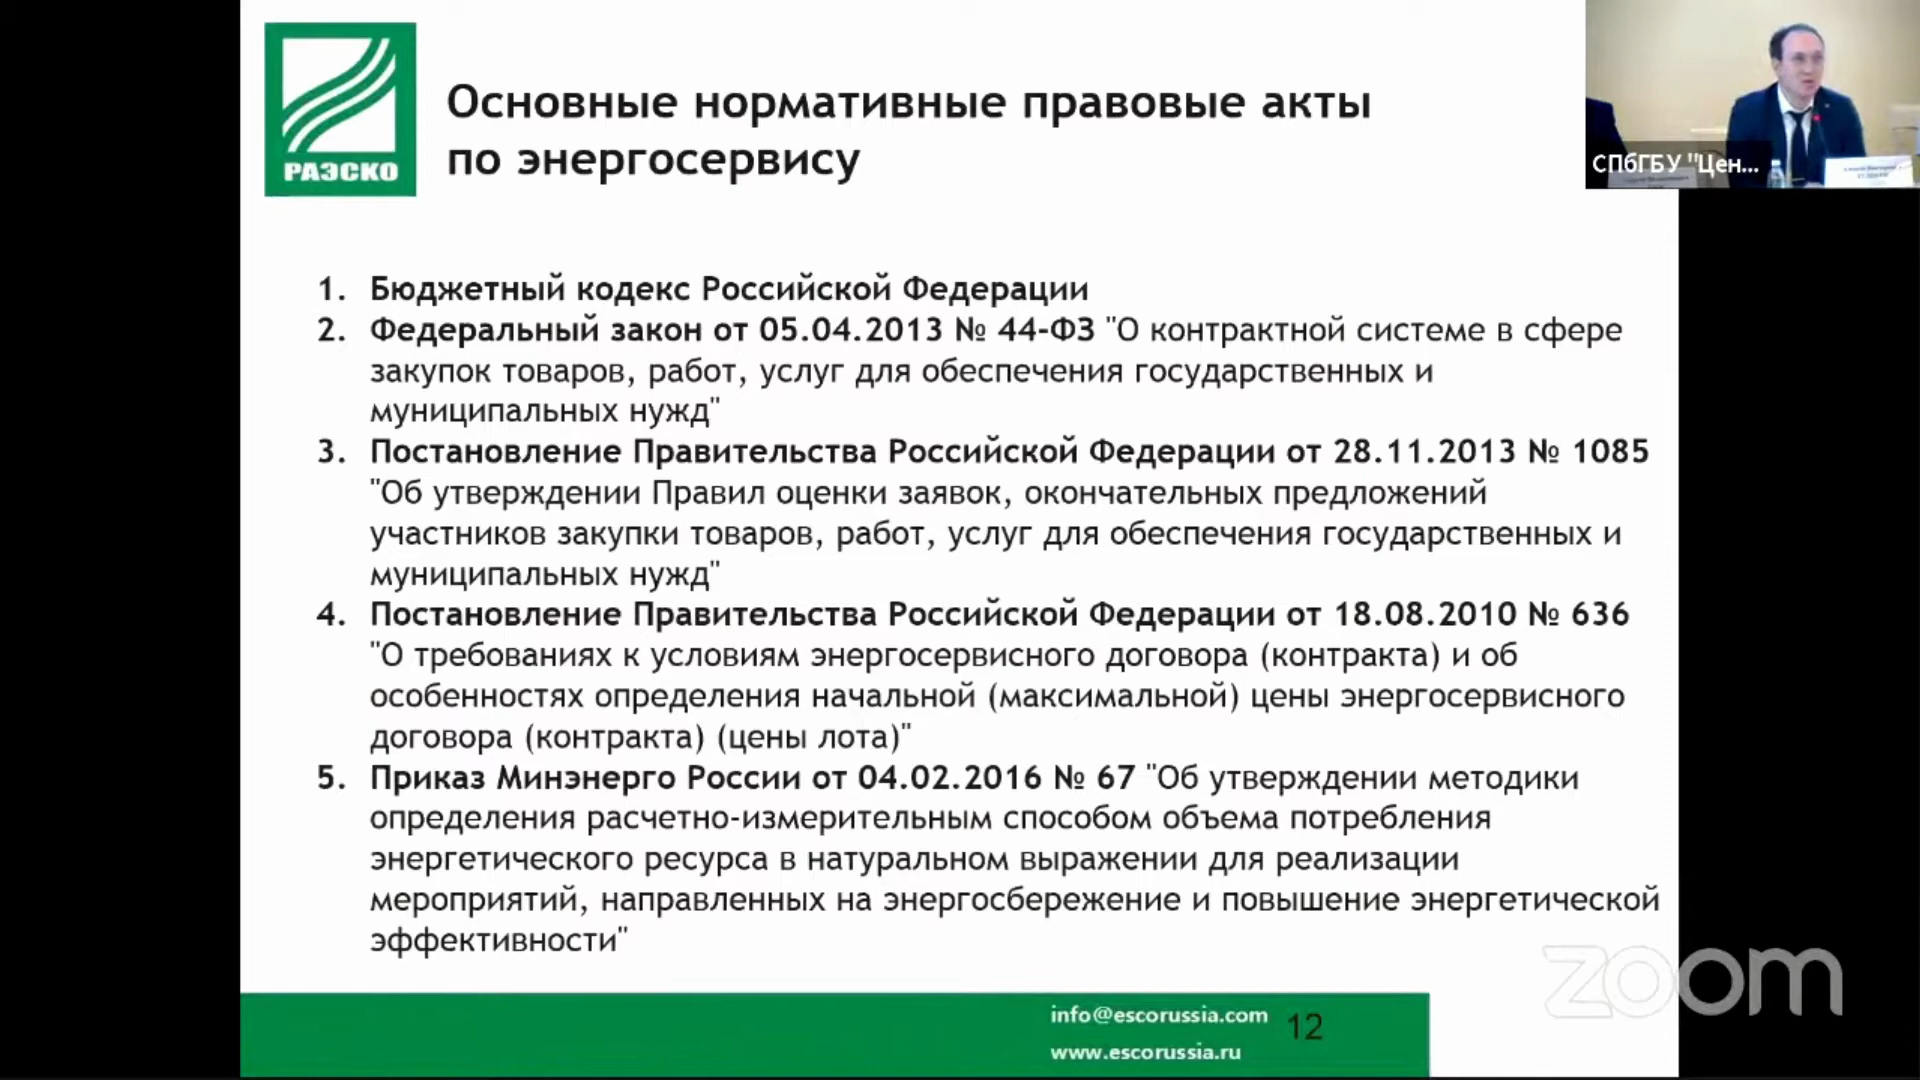 РАЭСКО
Основные нормативные правовые акты
по энергосервису
СПбГБУ "Цен...
1. Бюджетный кодекс Российской Федерации
2. Федеральный закон от 05.04.2013 № 44-ФЗ "О контрактной системе в сфере
закупок товаров, работ, услуг для обеспечения государственных и
муниципальных нужд"
3. Постановление Правительства Российской Федерации от 28.11.2013 № 1085
"Об утверждении Правил оценки заявок, окончательных предложений
участников закупки товаров, работ, услуг для обеспечения государственных и
муниципальных нужд"
4. Постановление Правительства Российской Федерации от 18.08.2010 № 636
"О требованиях к условиям энергосервисного договора (контракта) и об
особенностях определения начальной (максимальной) цены энергосервисного
договора (контракта) (цены лота)"
5. Приказ Минэнерго России от 04.02.2016 № 67 "Об утверждении методики
определения расчетно-измерительным способом объема потребления
энергетического ресурса в натуральном выражении для реализации
мероприятий, направленных на энергосбережение и повышение энергетической
эффективности"
zoom
info@escorussia.com
12
www.escorussia.ru